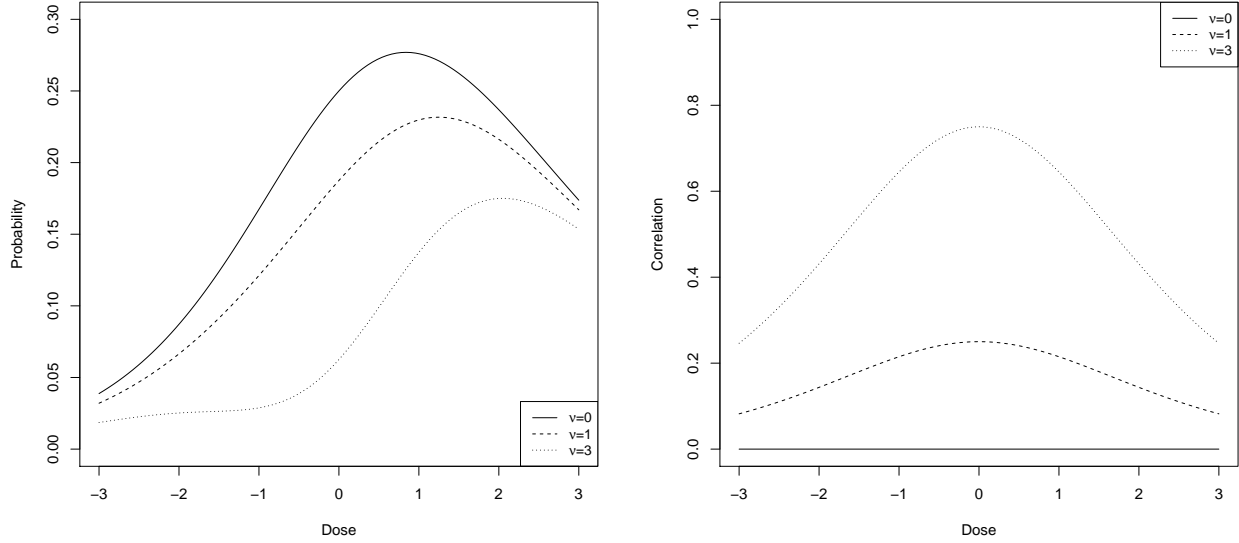 0.30
0.25
0.20
0.15
0.10
0.05
0.00
Probability
−3 −2 −1 0 1 2 3
Dose
ν=0
ν=1
ν=3
1.0
0.8
0.6
0.4
0.2
0.0
Correlation
−3 −2 −1 0 1 2 3
Dose
ν=0
ν=1
ν=3